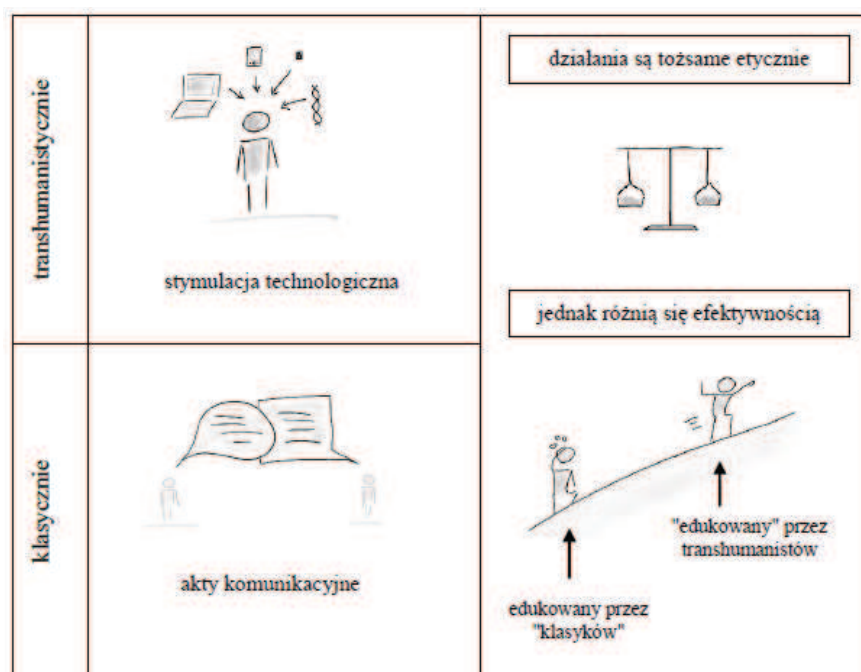 transhumanistycznie
stymulacja technologiczna
klasycznie
akty komunikacyjne
działania są tożsame etycznie
jednak różnią się efektywnością
"edukowany" przez
transhumanistów
edukowany przez
"klasyków"